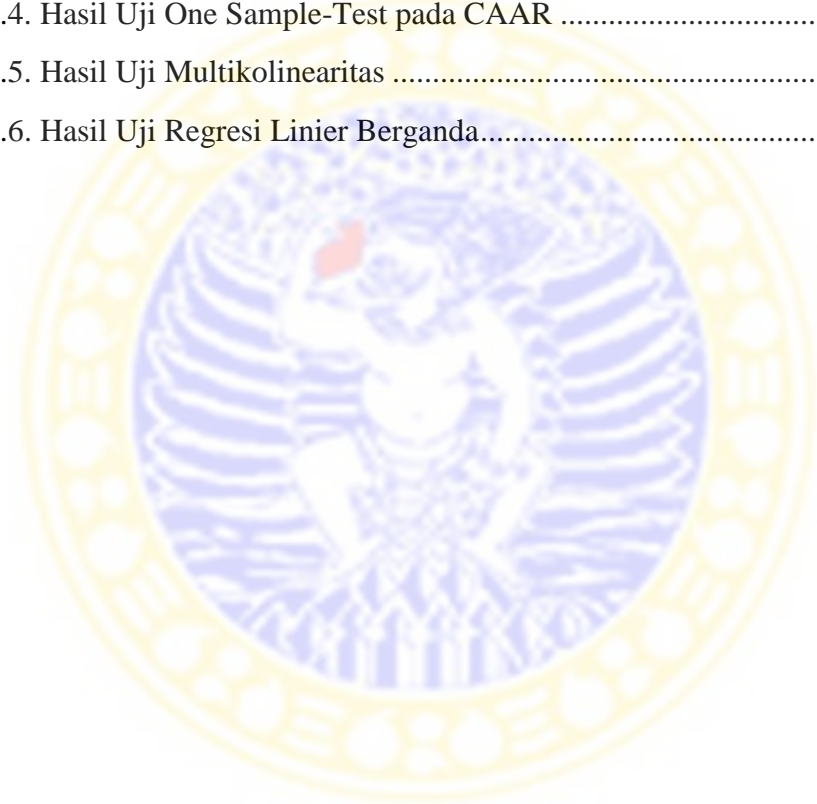 .4. Hasil Uji One Sample-Test pada CAAR ................................
.5. Hasil Uji Multikolinearitas .....................................................
.6. Hasil Uji Regresi Linier Berganda..........................................